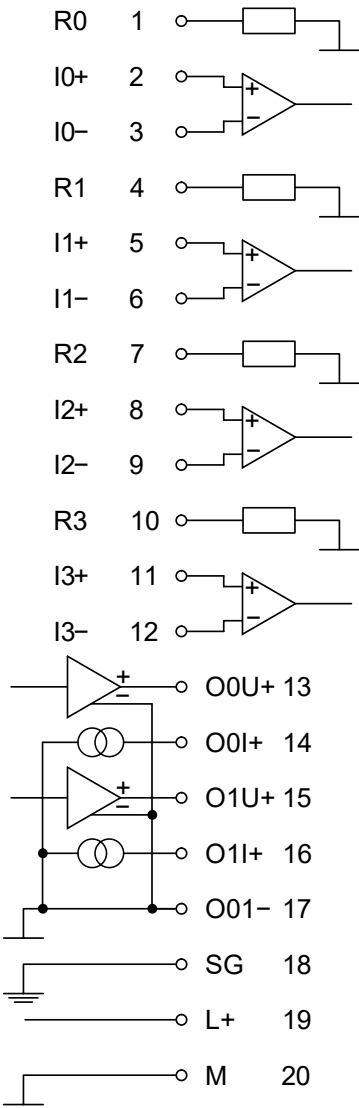 R0 1
I0+ 2
+
I0− 3
−
R1 4
I1+ 5
+
I1− 6
−
R2 7
I2+ 8
+
I2− 9
−
R3 10
I3+ 11
+
I3− 12
−
+
− O0U+ 13
O0I+ 14
+
− O1U+ 15
O1I+ 16
O01− 17
SG 18
L+ 19
M 20